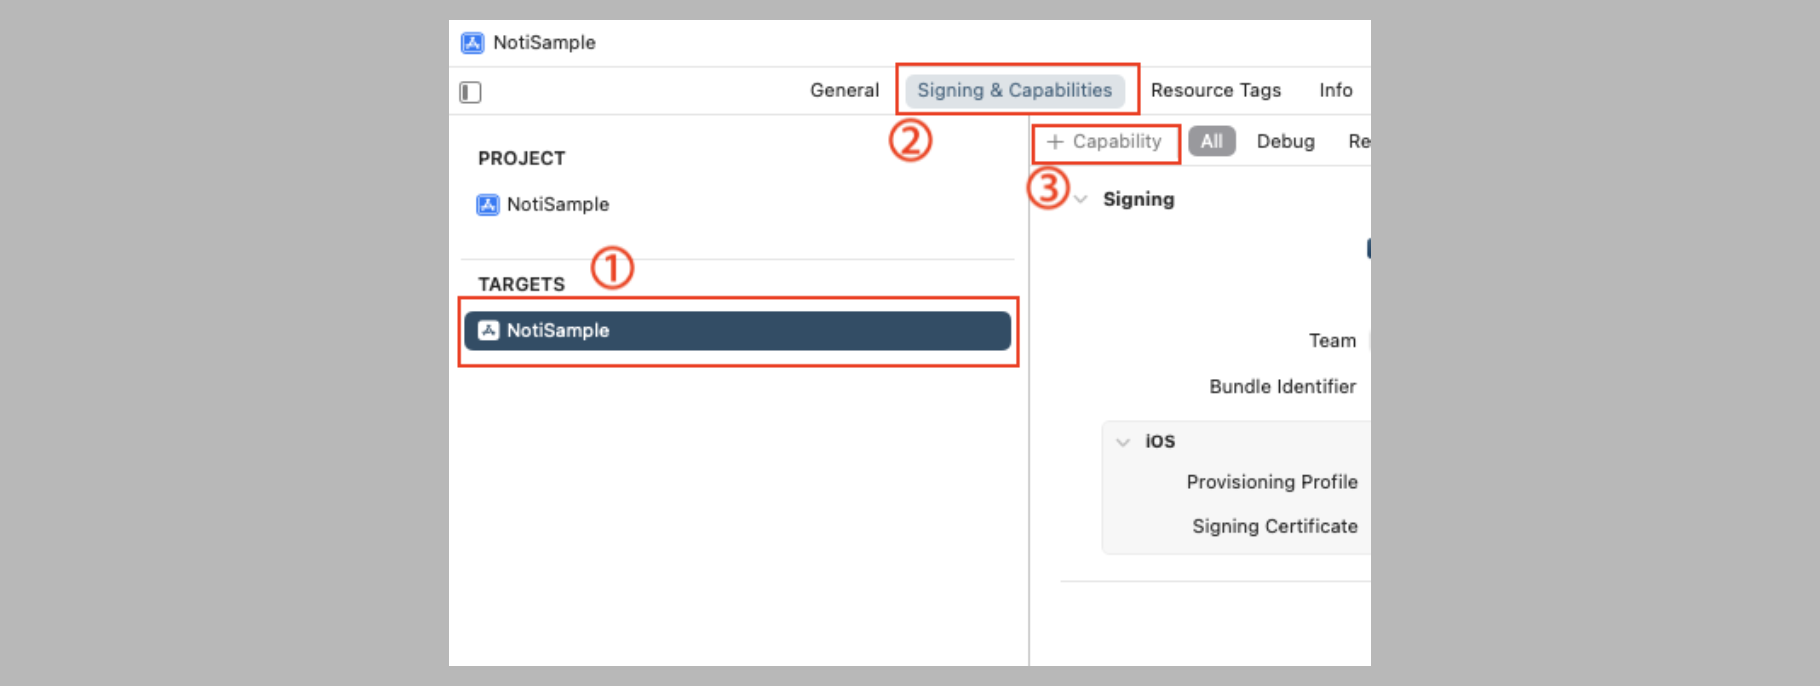 NotiSample
General Signing & Capabilities Resource Tags Info
②
PROJECT
NotiSample
①
TARGETS
NotiSample
+ Capability All Debug Re
③
Signing
Team
Bundle Identifier
iOS
Provisioning Profile
Signing Certificate